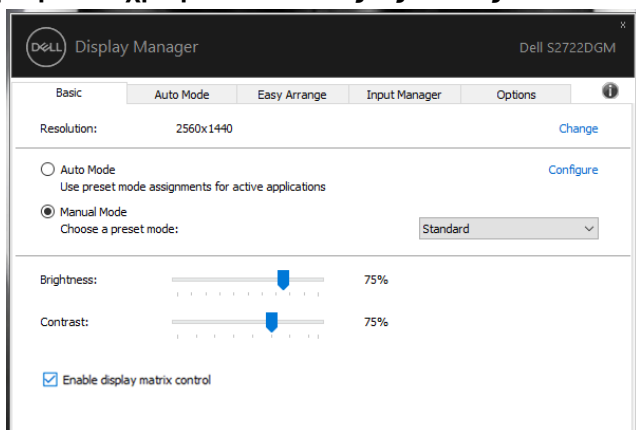 x
DELL Display Manager Dell S2722DGM
Basic Auto Mode Easy Arrange Input Manager Options i
Resolution: 2560x1440 Change
Auto Mode Configure
Use preset mode assignments for active applications
Manual Mode
Choose a preset mode: Standard
Brightness: 75%
Contrast: 75%
Enable display matrix control